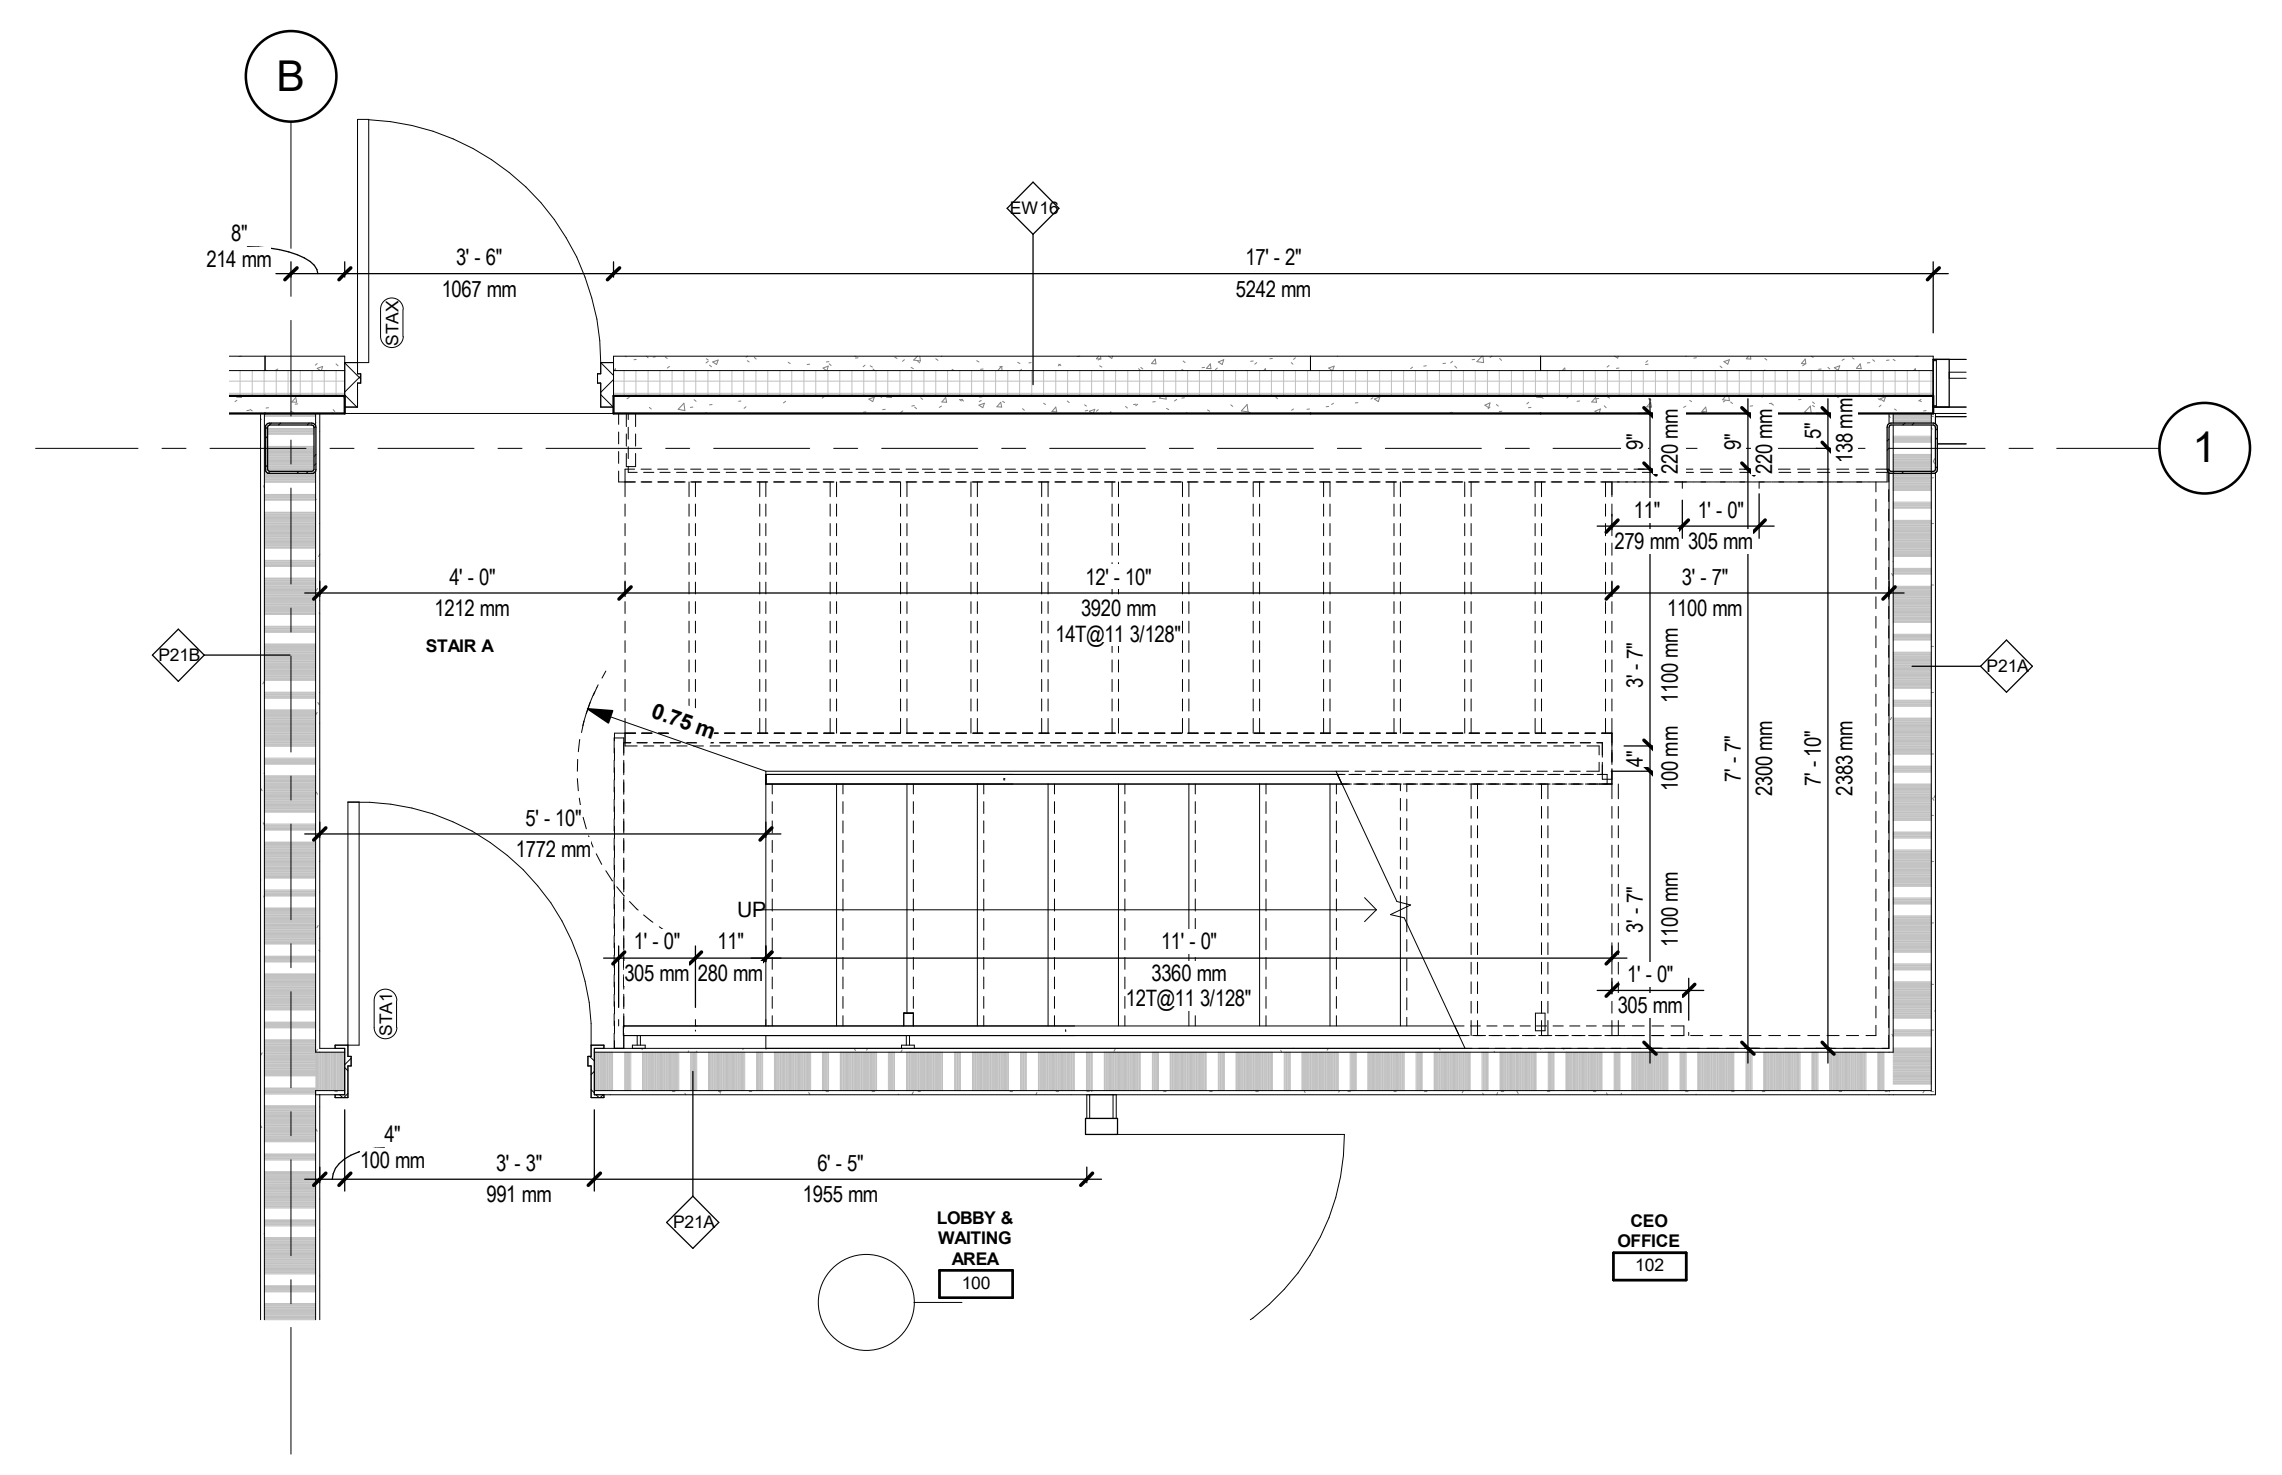 B
8"
214 mm
3' - 6"
1067 mm
EW16
17' - 2"
5242 mm
STAX
1
9"
220 mm
9"
220 mm
5"
138 mm
11"
279 mm
1' - 0"
305 mm
4' - 0"
1212 mm
12' - 10"
3920 mm
14T@11 3/128"
3' - 7"
1100 mm
STAIR A
P21B
P21A
3' - 7"
1100 mm
0.75 m
4"
100 mm
7' - 7"
2300 mm
7' - 10"
2383 mm
5' - 10"
1772 mm
UP
3' - 7"
1100 mm
1' - 0"
305 mm
11"
280 mm
11' - 0"
3360 mm
12T@11 3/128"
1' - 0"
305 mm
STA1
4"
100 mm
3' - 3"
991 mm
6' - 5"
1955 mm
P21A
LOBBY &
WAITING
AREA
100
CEO
OFFICE
102